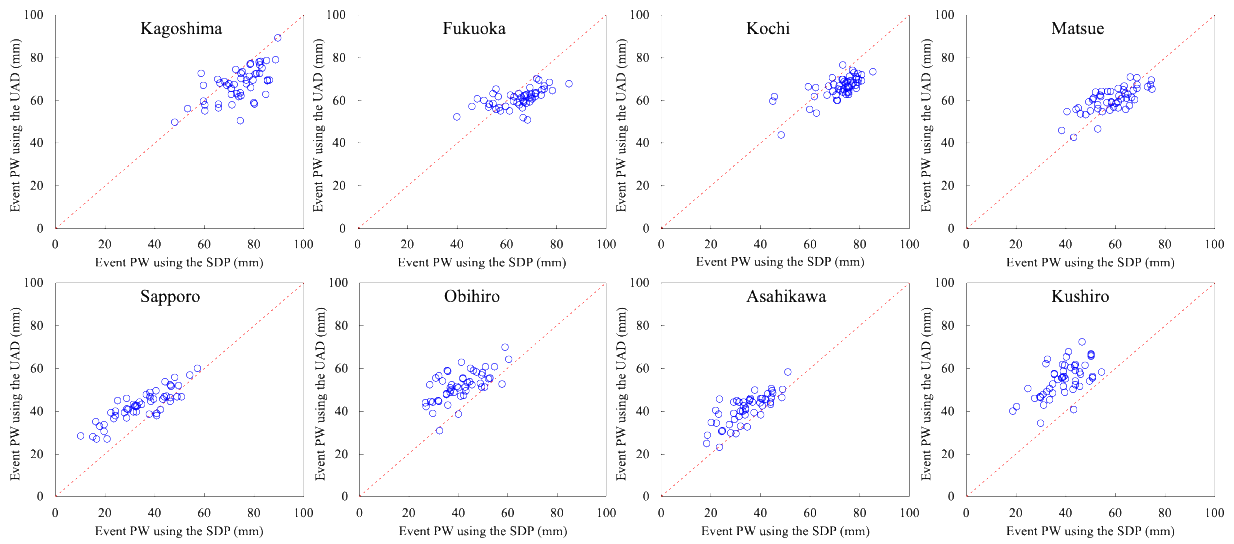 Kagoshima
Event PW using the UAD (mm)
100
80
60
40
20
0
0 20 40 60 80 100
Event PW using the SDP (mm)
Fukuoka
Event PW using the UAD (mm)
100
80
60
40
20
0
0 20 40 60 80 100
Event PW using the SDP (mm)
Kochi
Event PW using the UAD (mm)
100
80
60
40
20
0
0 20 40 60 80 100
Event PW using the SDP (mm)
Matsue
Event PW using the UAD (mm)
100
80
60
40
20
0
0 20 40 60 80 100
Event PW using the SDP (mm)
Sapporo
Event PW using the UAD (mm)
100
80
60
40
20
0
0 20 40 60 80 100
Event PW using the SDP (mm)
Obihiro
Event PW using the UAD (mm)
100
80
60
40
20
0
0 20 40 60 80 100
Event PW using the SDP (mm)
Asahikawa
Event PW using the UAD (mm)
100
80
60
40
20
0
0 20 40 60 80 100
Event PW using the SDP (mm)
Kushiro
Event PW using the UAD (mm)
100
80
60
40
20
0
0 20 40 60 80 100
Event PW using the SDP (mm)